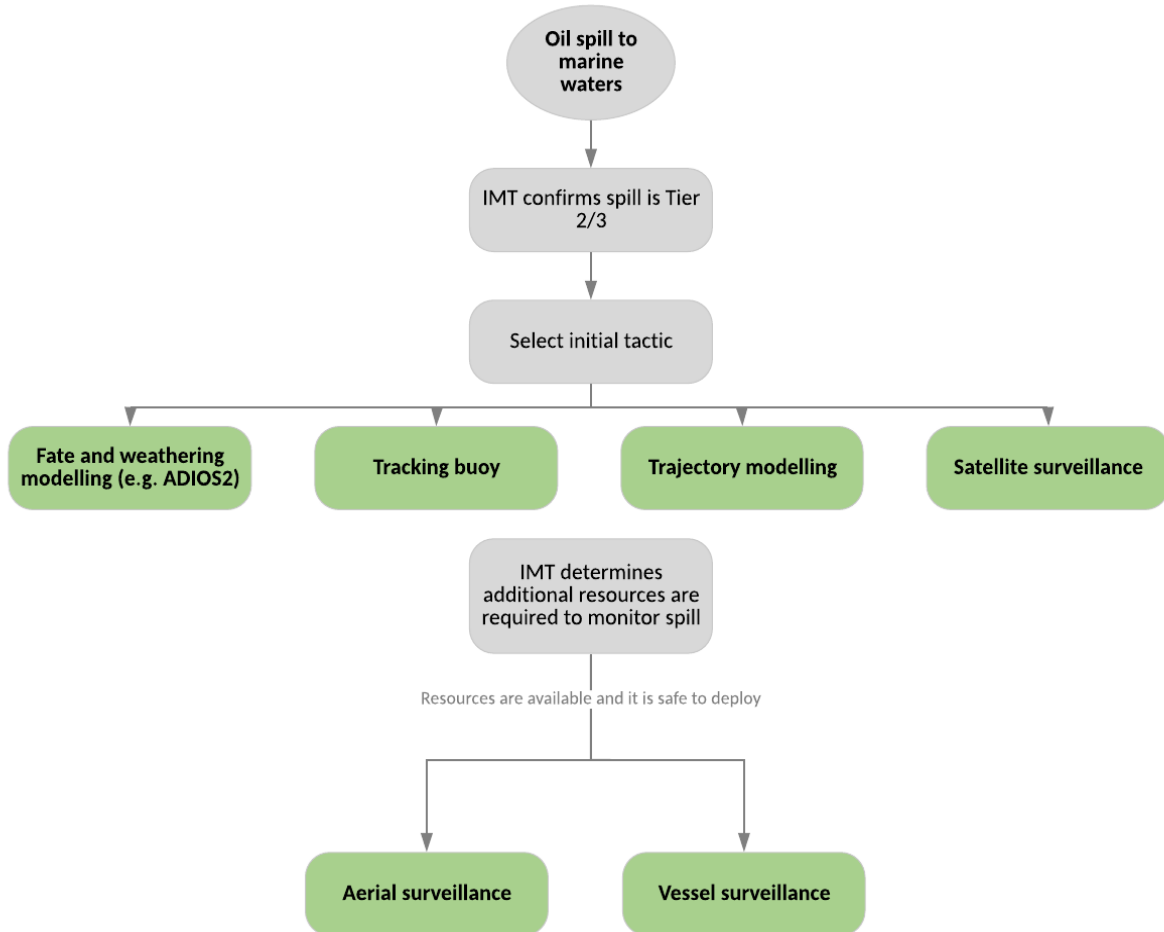 Oil spill to
marine
waters
IMT confirms spill is Tier
2/3
Select initial tactic
Fate and weathering
modelling (e.g. ADIOS2)
Tracking buoy
Trajectory modelling
Satellite surveillance
IMT determines
additional resources are
required to monitor spill
Resources are available and it is safe to deploy
Aerial surveillance
Vessel surveillance